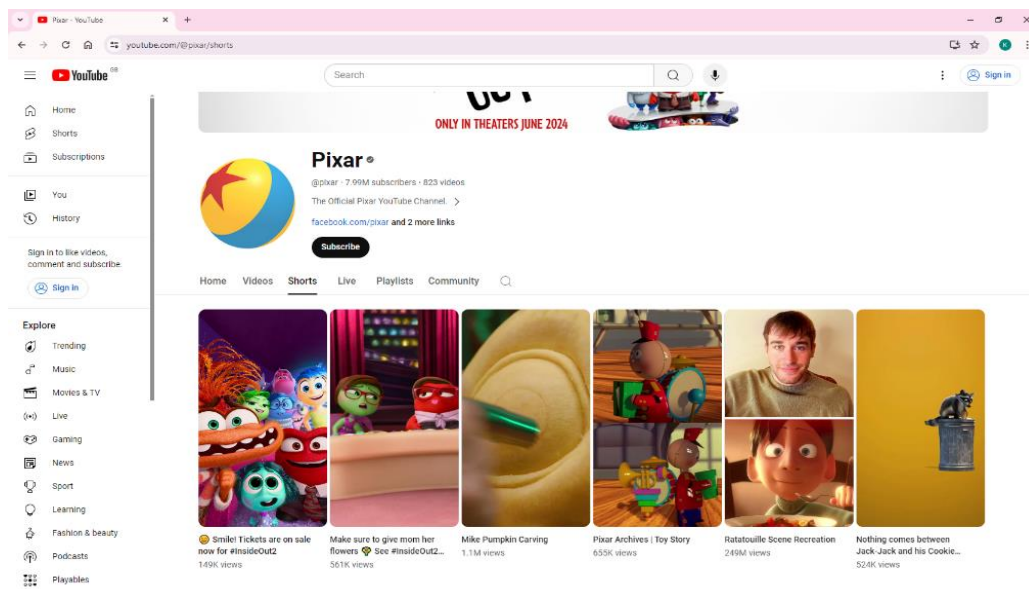 Pixar - YouTube
youtube.com/@pixar/shorts
K
YouTube GB
Search
Sign in
OUT
ONLY IN THEATERS JUNE 2024
Home
Shorts
Subscriptions
You
History
Sign in to like videos,
comment and subscribe.
Sign in
Explore
Trending
Music
Movies & TV
Live
Gaming
News
Sport
Learning
Fashion & beauty
Podcasts
Playables
Pixar
@pixar · 7.99M subscribers · 823 videos
The Official Pixar YouTube Channel.
facebook.com/pixar and 2 more links
Subscribe
Home Videos Shorts Live Playlists Community
Smile! Tickets are on sale
now for #InsideOut2
149K views
Make sure to give mom her
flowers 💐 See #InsideOut2...
561K views
Mike Pumpkin Carving
1.1M views
Pixar Archives | Toy Story
655K views
Ratatouille Scene Recreation
249M views
Nothing comes between
Jack-Jack and his Cookie...
524K views